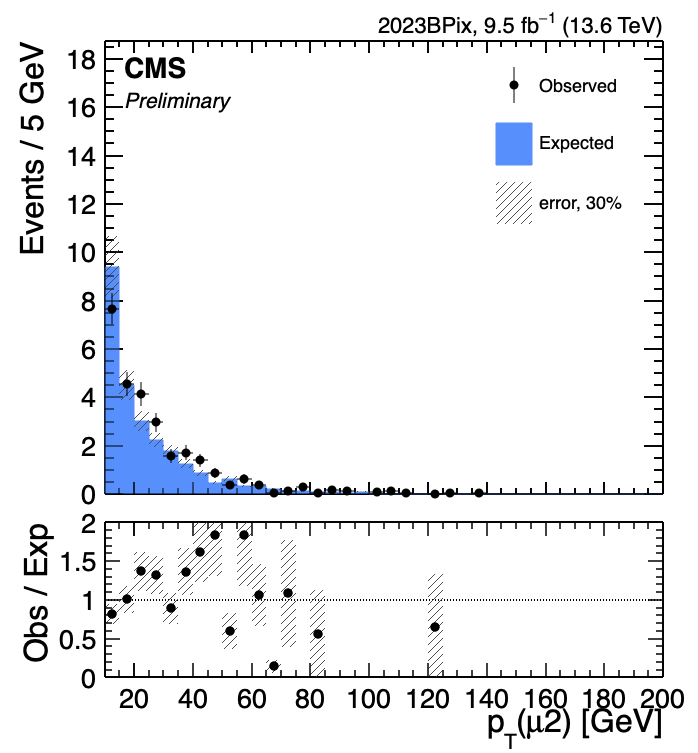 2023BPix, 9.5 fb⁻¹ (13.6 TeV)
CMS
Preliminary
Observed
Expected
error, 30%
Events / 5 GeV
18
16
14
12
10
8
6
4
2
0
Obs / Exp
2
1.5
1
0.5
0
20 40 60 80 100 120 140 160 180 200
p_T(μ2) [GeV]